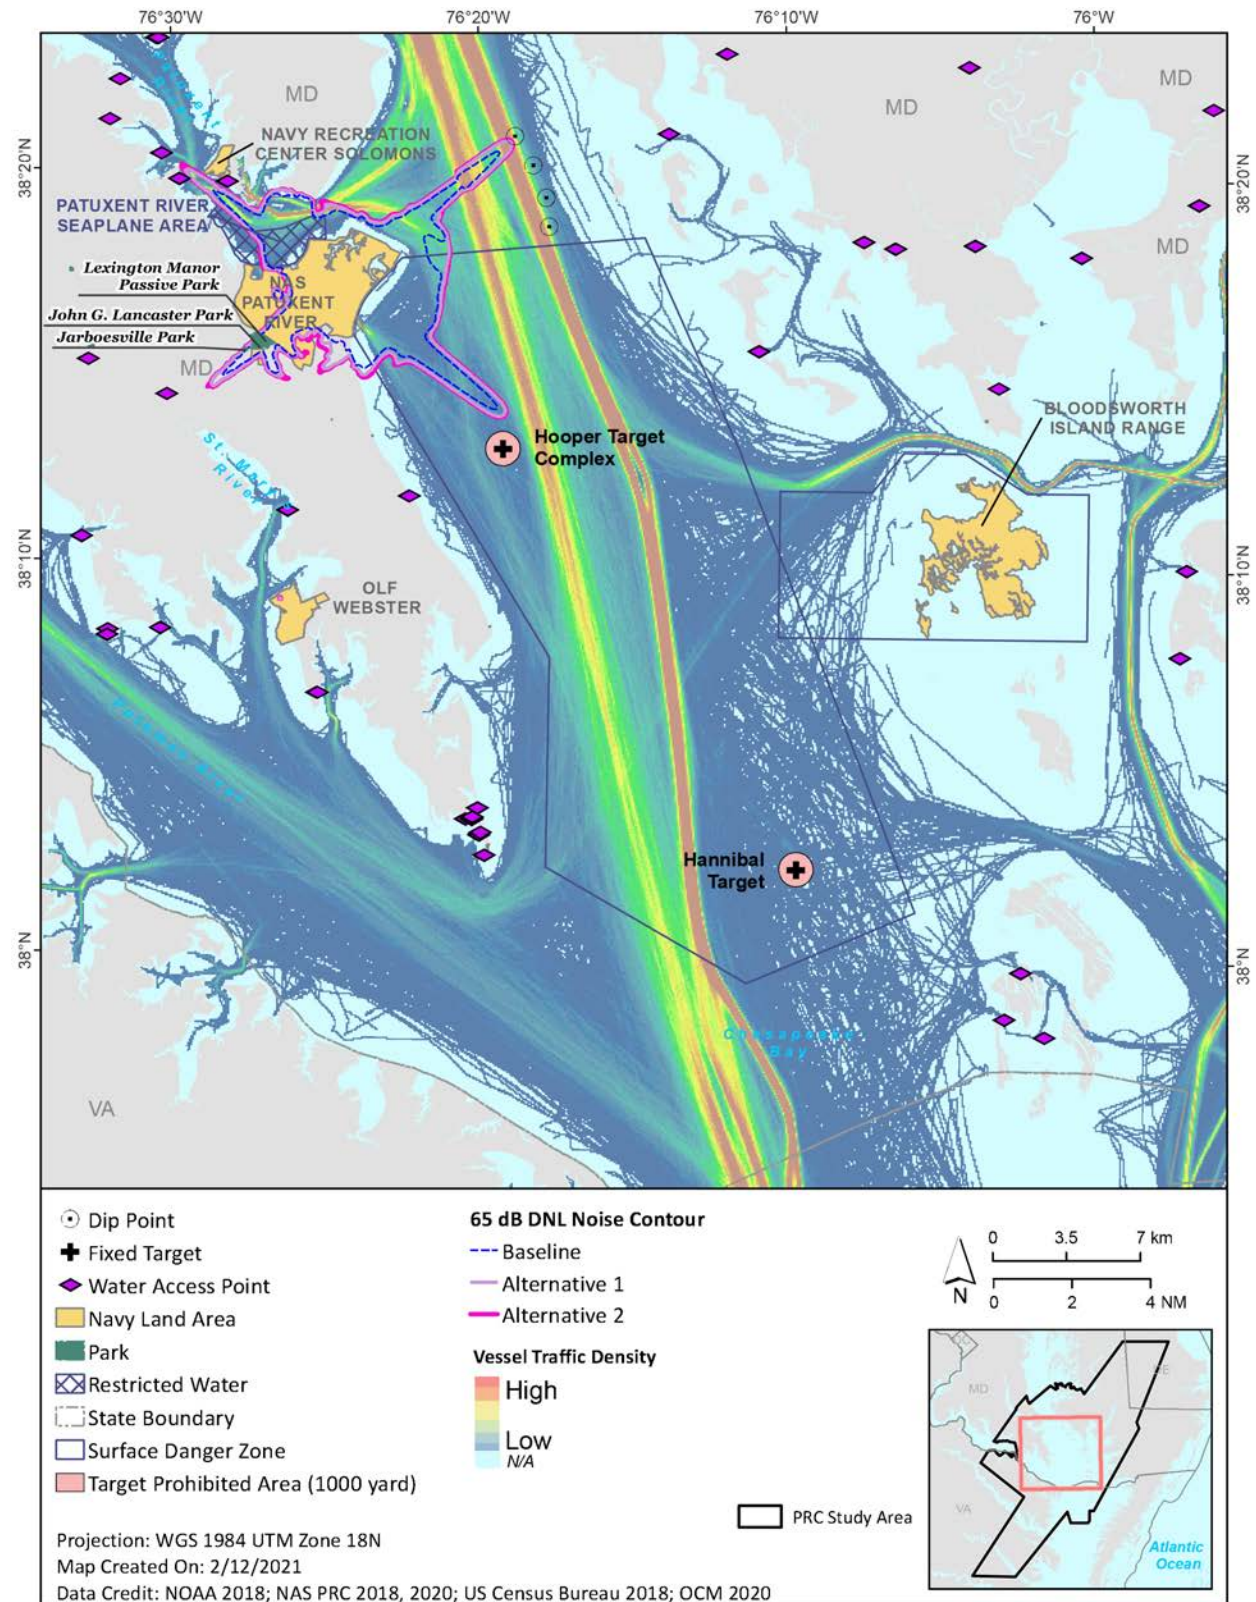 76°30'W
76°20'W
76°10'W
76°W
MD
MD
MD
NAVY RECREATION
CENTER SOLOMONS
38°20'N
38°20'N
PATUXENT RIVER
SEAPLANE AREA
MD
Lexington Manor
Passive Park
NAS
PATUXENT
RIVER
John G. Lancaster Park
Jarboesville Park
MD
BLOODSWORTH
ISLAND RANGE
Hooper Target
Complex
St. Mary
River
38°10'N
38°10'N
OLF
WEBSTER
River
Hannibal
Target
38°N
38°N
Chesapeake
Bay
VA
Dip Point
Fixed Target
Water Access Point
Navy Land Area
Park
Restricted Water
State Boundary
Surface Danger Zone
Target Prohibited Area (1000 yard)
65 dB DNL Noise Contour
Baseline
Alternative 1
Alternative 2
Vessel Traffic Density
High
Low
N/A
0 3.5 7 km
0 2 4 NM
N
PRC Study Area
MD
DE
VA
Atlantic
Ocean
Projection: WGS 1984 UTM Zone 18N
Map Created On: 2/12/2021
Data Credit: NOAA 2018; NAS PRC 2018, 2020; US Census Bureau 2018; OCM 2020